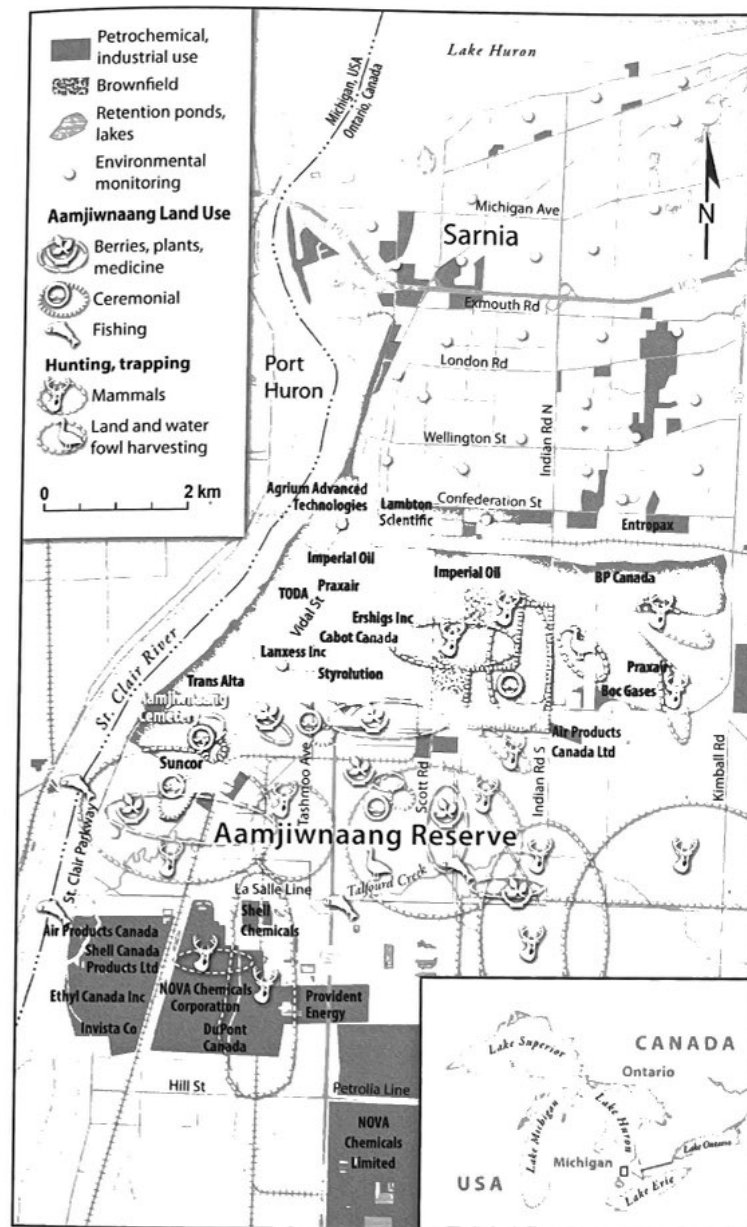 Petrochemical,
industrial use
Brownfield
Retention ponds,
lakes
Environmental
monitoring
Aamjiwnaang Land Use
Berries, plants,
medicine
Ceremonial
Fishing
Hunting, trapping
Mammals
Land and water
fowl harvesting
0 2 km
Lake Huron
Michigan, USA
Ontario, Canada
N
Michigan Ave
Sarnia
Exmouth Rd
London Rd
Port
Huron
Indian Rd N
Wellington St
Agrium Advanced
Technologies
Lambton
Scientific
Confederation St
Entropax
Imperial Oil
Imperial Oil
BP Canada
TODA
Praxair
Vidal St
Ershigs Inc
Cabot Canada
Lanxess Inc
Styrolution
St. Clair River
Trans Alta
Praxair
Boc Gases
Aamjiwnaang
Cemetery
Air Products
Canada Ltd
Suncor
Tashmoo Ave
Scott Rd
Indian Rd S
Kimball Rd
St Clair Parkway
Aamjiwnaang Reserve
La Salle Line
Talfourd Creek
Air Products Canada
Shell
Chemicals
Shell Canada
Products Ltd
Ethyl Canada Inc
NOVA Chemicals
Corporation
Provident
Energy
Invista Co
DuPont
Canada
Hill St
Petrolia Line
NOVA
Chemicals
Limited
CANADA
Lake Superior
Ontario
Lake Michigan
Lake Huron
Lake Ontario
Michigan
USA
Lake Erie